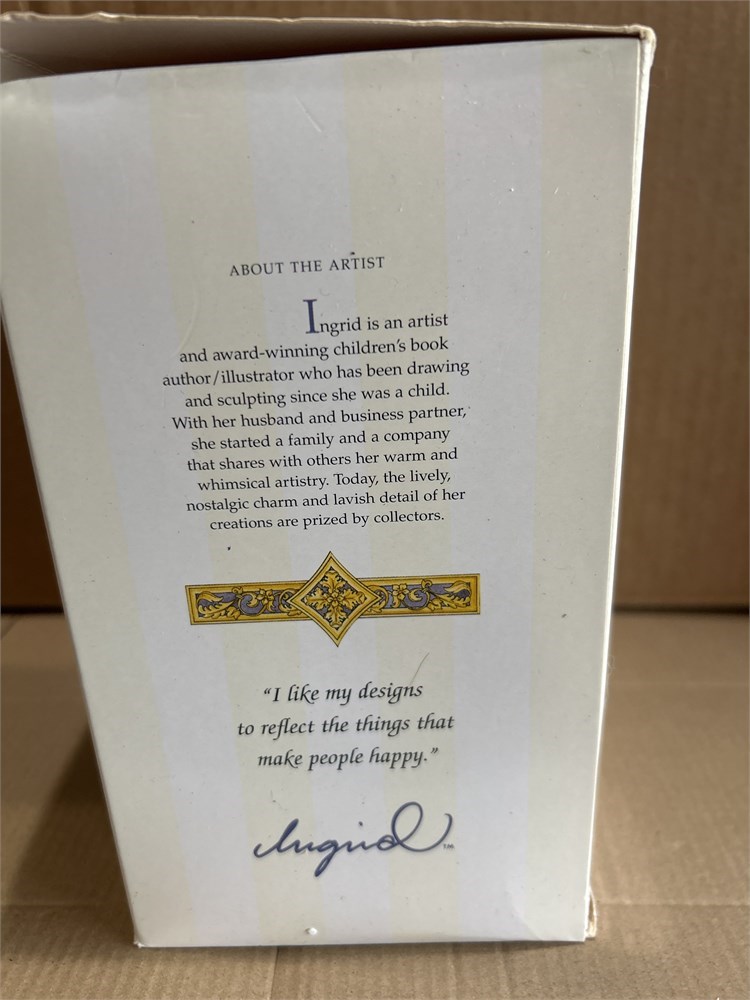 ABOUT THE ARTIST
Ingrid is an artist
and award-winning children's book
author/illustrator who has been drawing
and sculpting since she was a child.
With her husband and business partner,
she started a family and a company
that shares with others her warm and
whimsical artistry. Today, the lively,
nostalgic charm and lavish detail of her
creations are prized by collectors.
“I like my designs
to reflect the things that
make people happy.”
Ingrid™